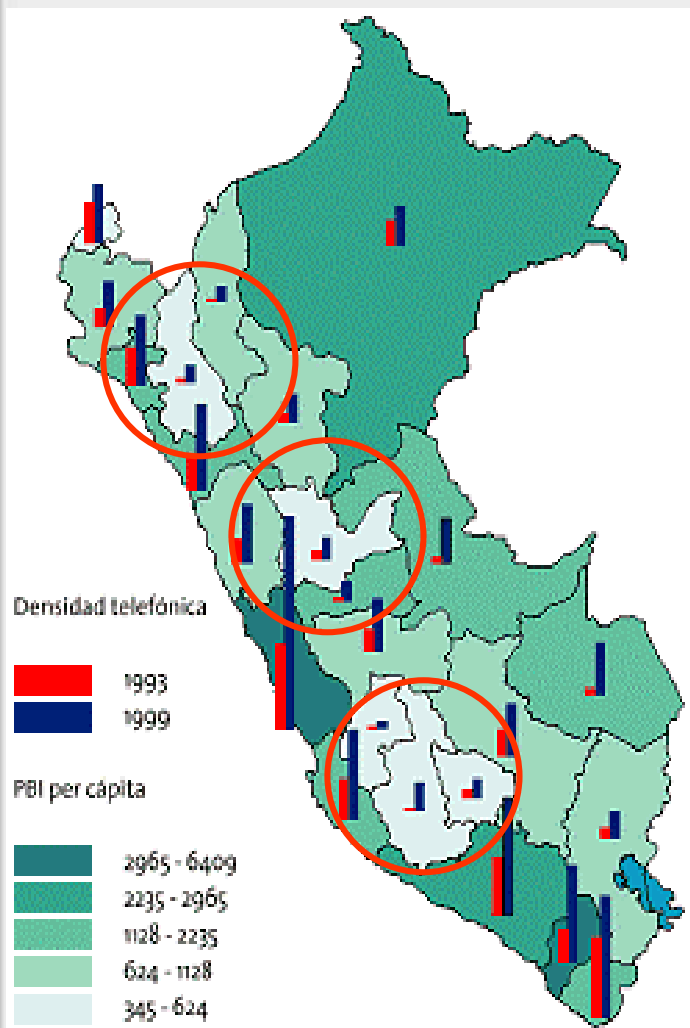 Densidad telefónica
1993
1999
PBI per cápita
2965 - 6409
2235 - 2965
1128 - 2235
624 - 1128
345 - 624